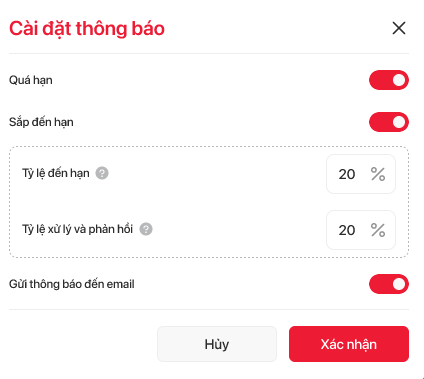 Cài đặt thông báo
Quá hạn
Sắp đến hạn
Tỷ lệ đến hạn ?
20 %
Tỷ lệ xử lý và phản hồi ?
20 %
Gửi thông báo đến email
Hủy
Xác nhận